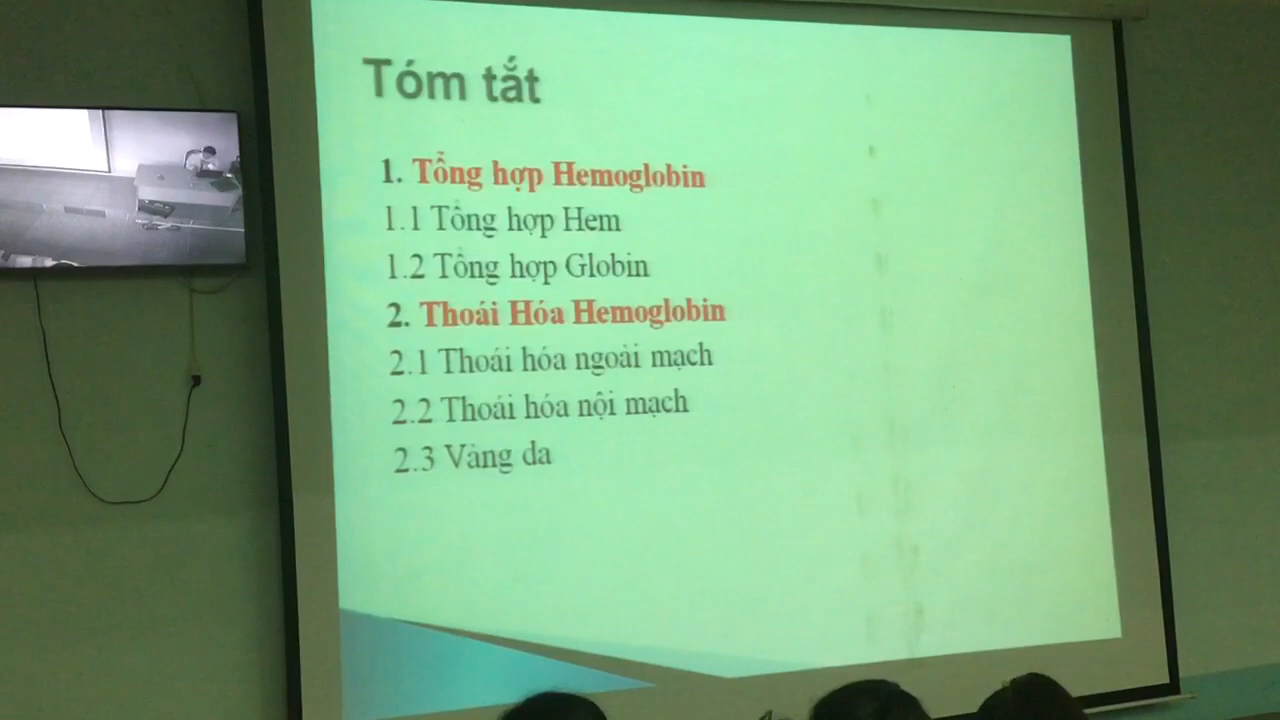 Tóm tắt
1. Tổng hợp Hemoglobin
1.1 Tổng hợp Hem
1.2 Tổng hợp Globin
2. Thoái Hóa Hemoglobin
2.1 Thoái hóa ngoài mạch
2.2 Thoái hóa nội mạch
2.3 Vàng da